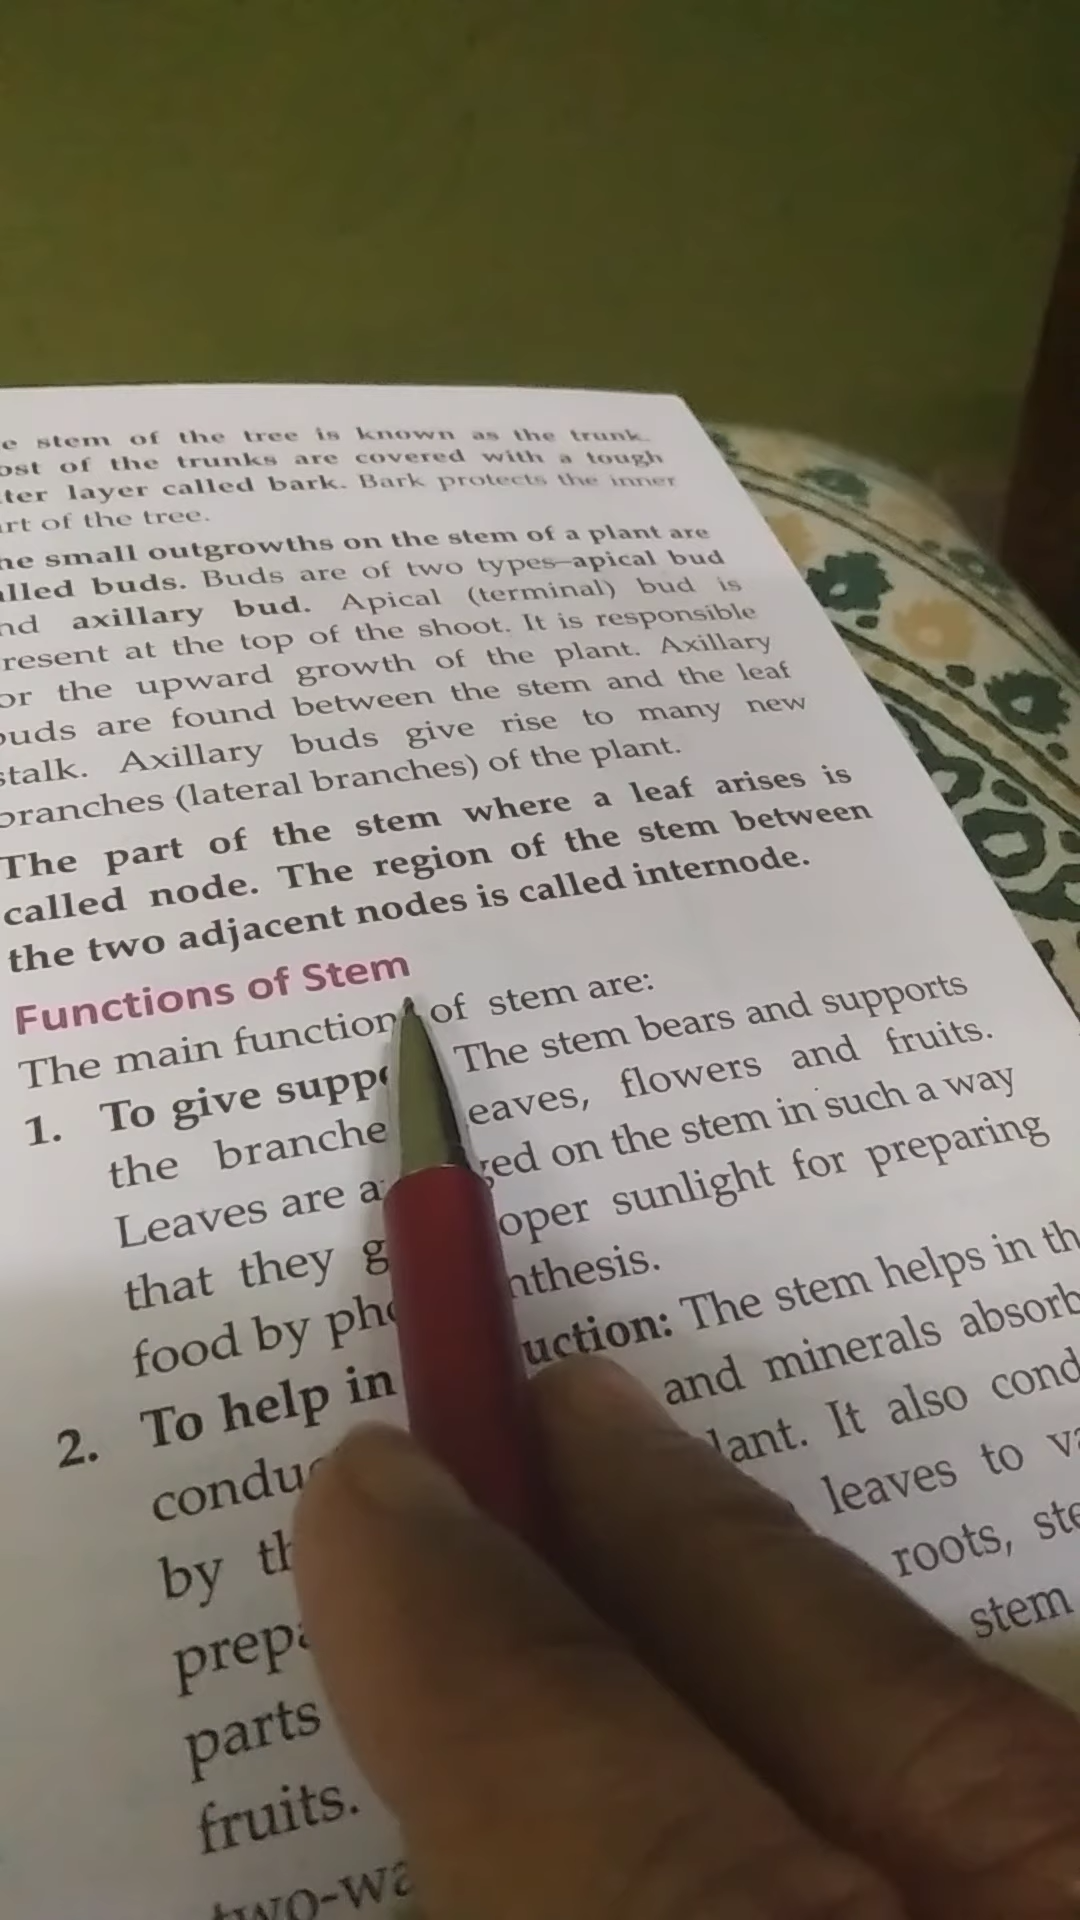 e stem of the tree is known as the trunk.
ost of the trunks are covered with a tough
ter layer called bark. Bark protects the inner
rt of the tree.
he small outgrowths on the stem of a plant are
lled buds. Buds are of two types–apical bud
nd axillary bud. Apical (terminal) bud is
resent at the top of the shoot. It is responsible
or the upward growth of the plant. Axillary
buds are found between the stem and the leaf
stalk. Axillary buds give rise to many new
branches (lateral branches) of the plant.
The part of the stem where a leaf arises is
called node. The region of the stem between
the two adjacent nodes is called internode.
Functions of Stem
The main function of stem are:
1. To give supp The stem bears and supports
the branche eaves, flowers and fruits.
Leaves are a ged on the stem in such a way
that they g oper sunlight for preparing
food by pho nthesis.
2. To help in uction: The stem helps in th
conduc and minerals absorb
by th lant. It also cond
prepa leaves to va
parts roots, ste
fruits. stem
two-wa